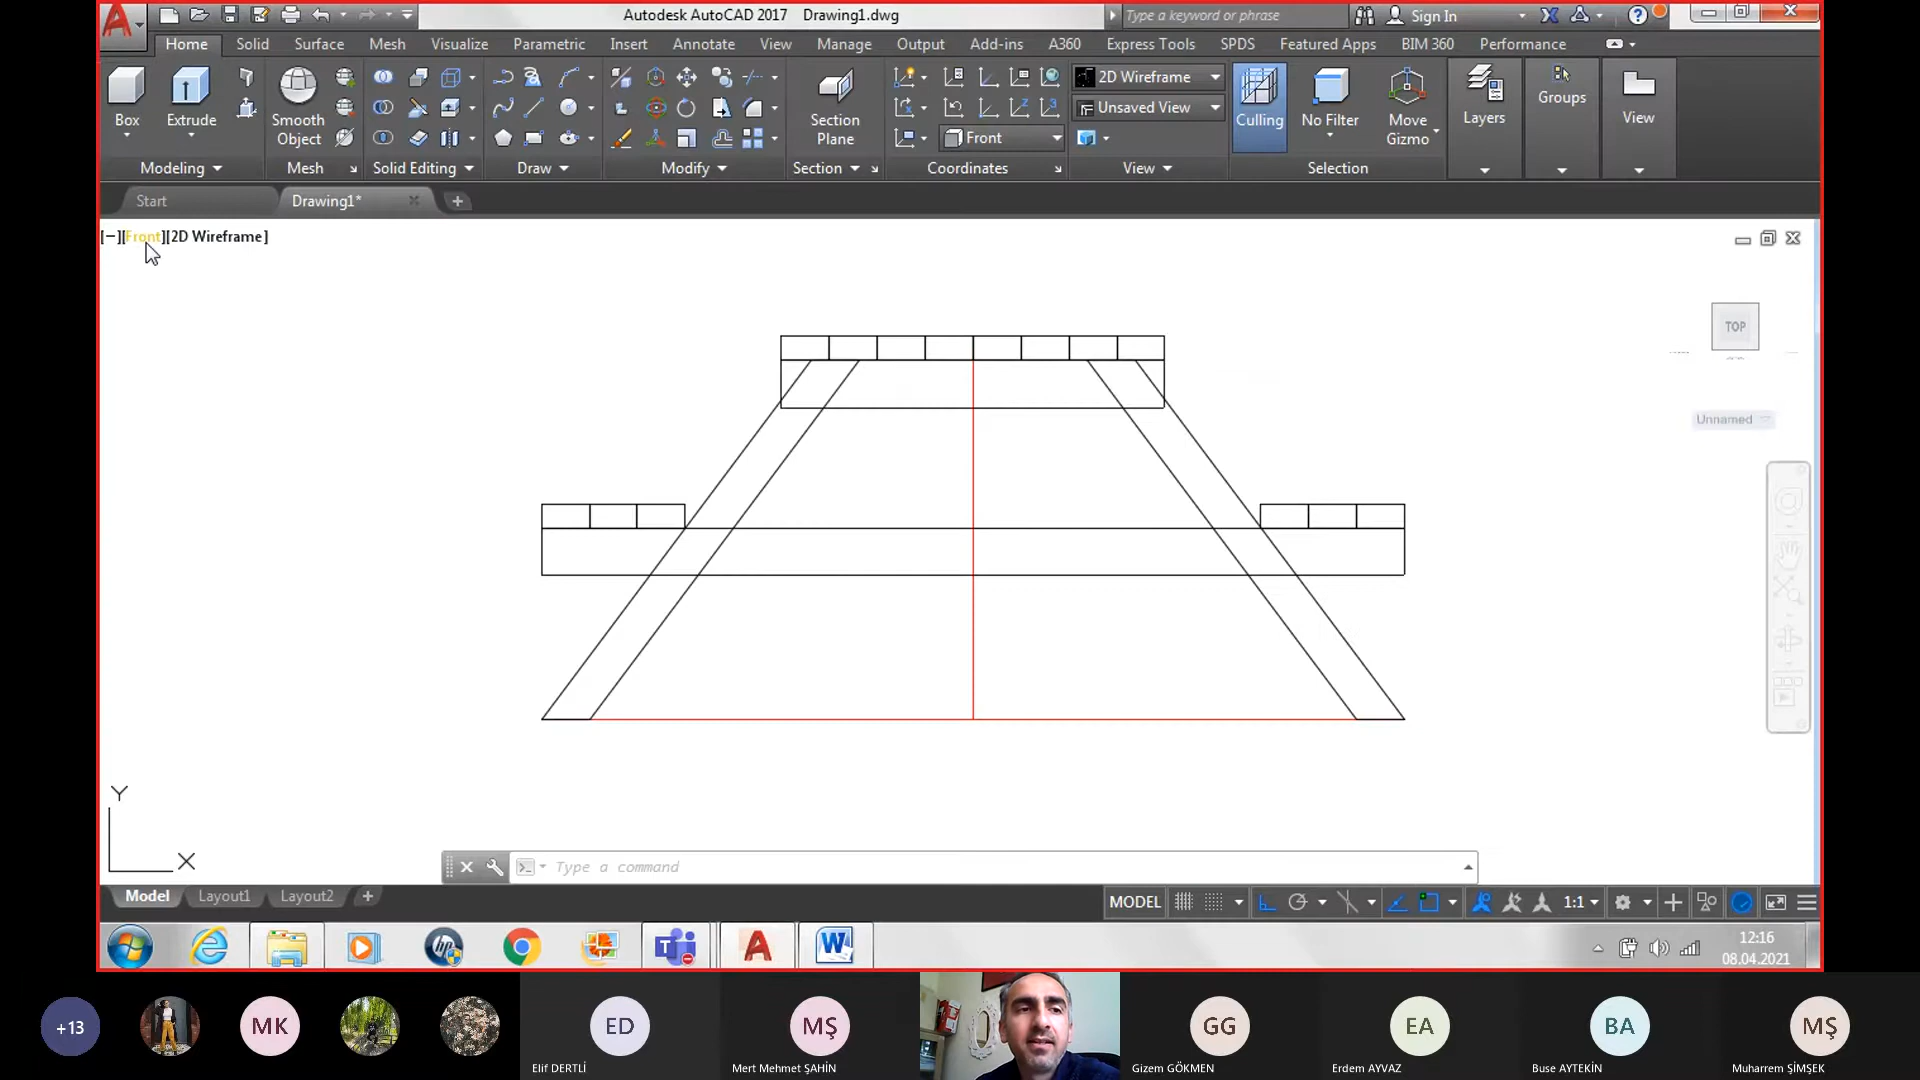 Autodesk AutoCAD 2017 Drawing1.dwg
Type a keyword or phrase
Sign In
Home Solid Surface Mesh Visualize Parametric Insert Annotate View Manage Output Add-ins A360 Express Tools SPDS Featured Apps BIM 360 Performance
2D Wireframe
Unsaved View
Box
Extrude
Smooth
Object
Section
Plane
Front
Culling
No Filter
Move
Gizmo
Layers
Groups
View
Modeling Mesh Solid Editing Draw Modify Section Coordinates View Selection
Start
Drawing1*
[−][Front][2D Wireframe]
TOP
Unnamed
Y
X
Type a command
Model Layout1 Layout2
MODEL
1:1
12:16
08.04.2021
+13
MK
ED
Elif DERTLİ
MŞ
Mert Mehmet ŞAHİN
GG
Gizem GÖKMEN
EA
Erdem AYVAZ
BA
Buse AYTEKİN
MŞ
Muharrem ŞİMŞEK